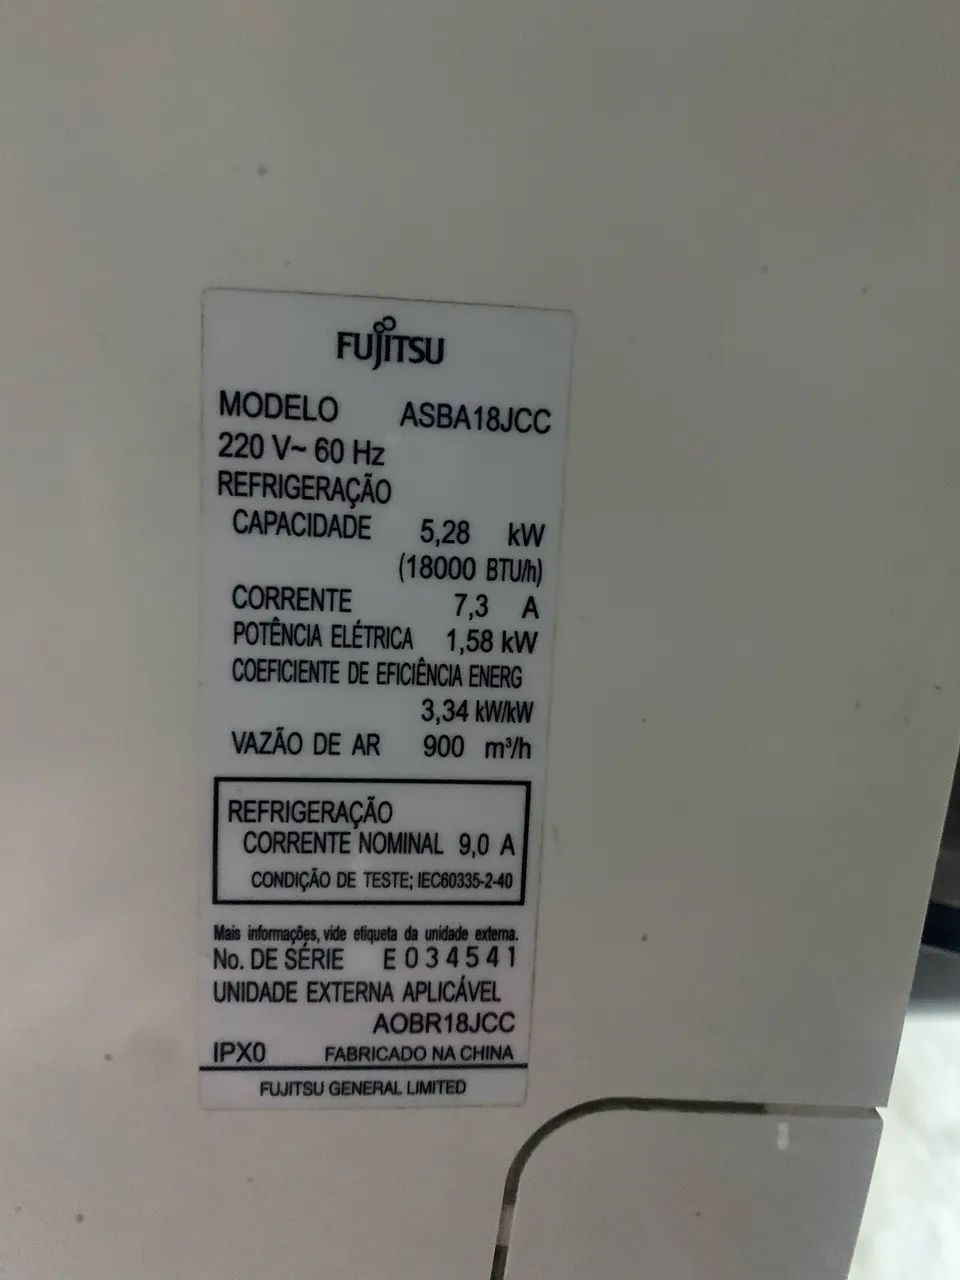 FUJITSU
MODELO ASBA18JCC
220 V~ 60 Hz
REFRIGERAÇÃO
CAPACIDADE 5,28 kW
(18000 BTU/h)
CORRENTE 7,3 A
POTÊNCIA ELÉTRICA 1,58 kW
COEFICIENTE DE EFICIÊNCIA ENERG
3,34 kW/kW
VAZÃO DE AR 900 m³/h
REFRIGERAÇÃO
CORRENTE NOMINAL 9,0 A
CONDIÇÃO DE TESTE; IEC60335-2-40
Mais informações, vide etiqueta da unidade externa.
No. DE SÉRIE E034541
UNIDADE EXTERNA APLICÁVEL
AOBR18JCC
IPX0 FABRICADO NA CHINA
FUJITSU GENERAL LIMITED